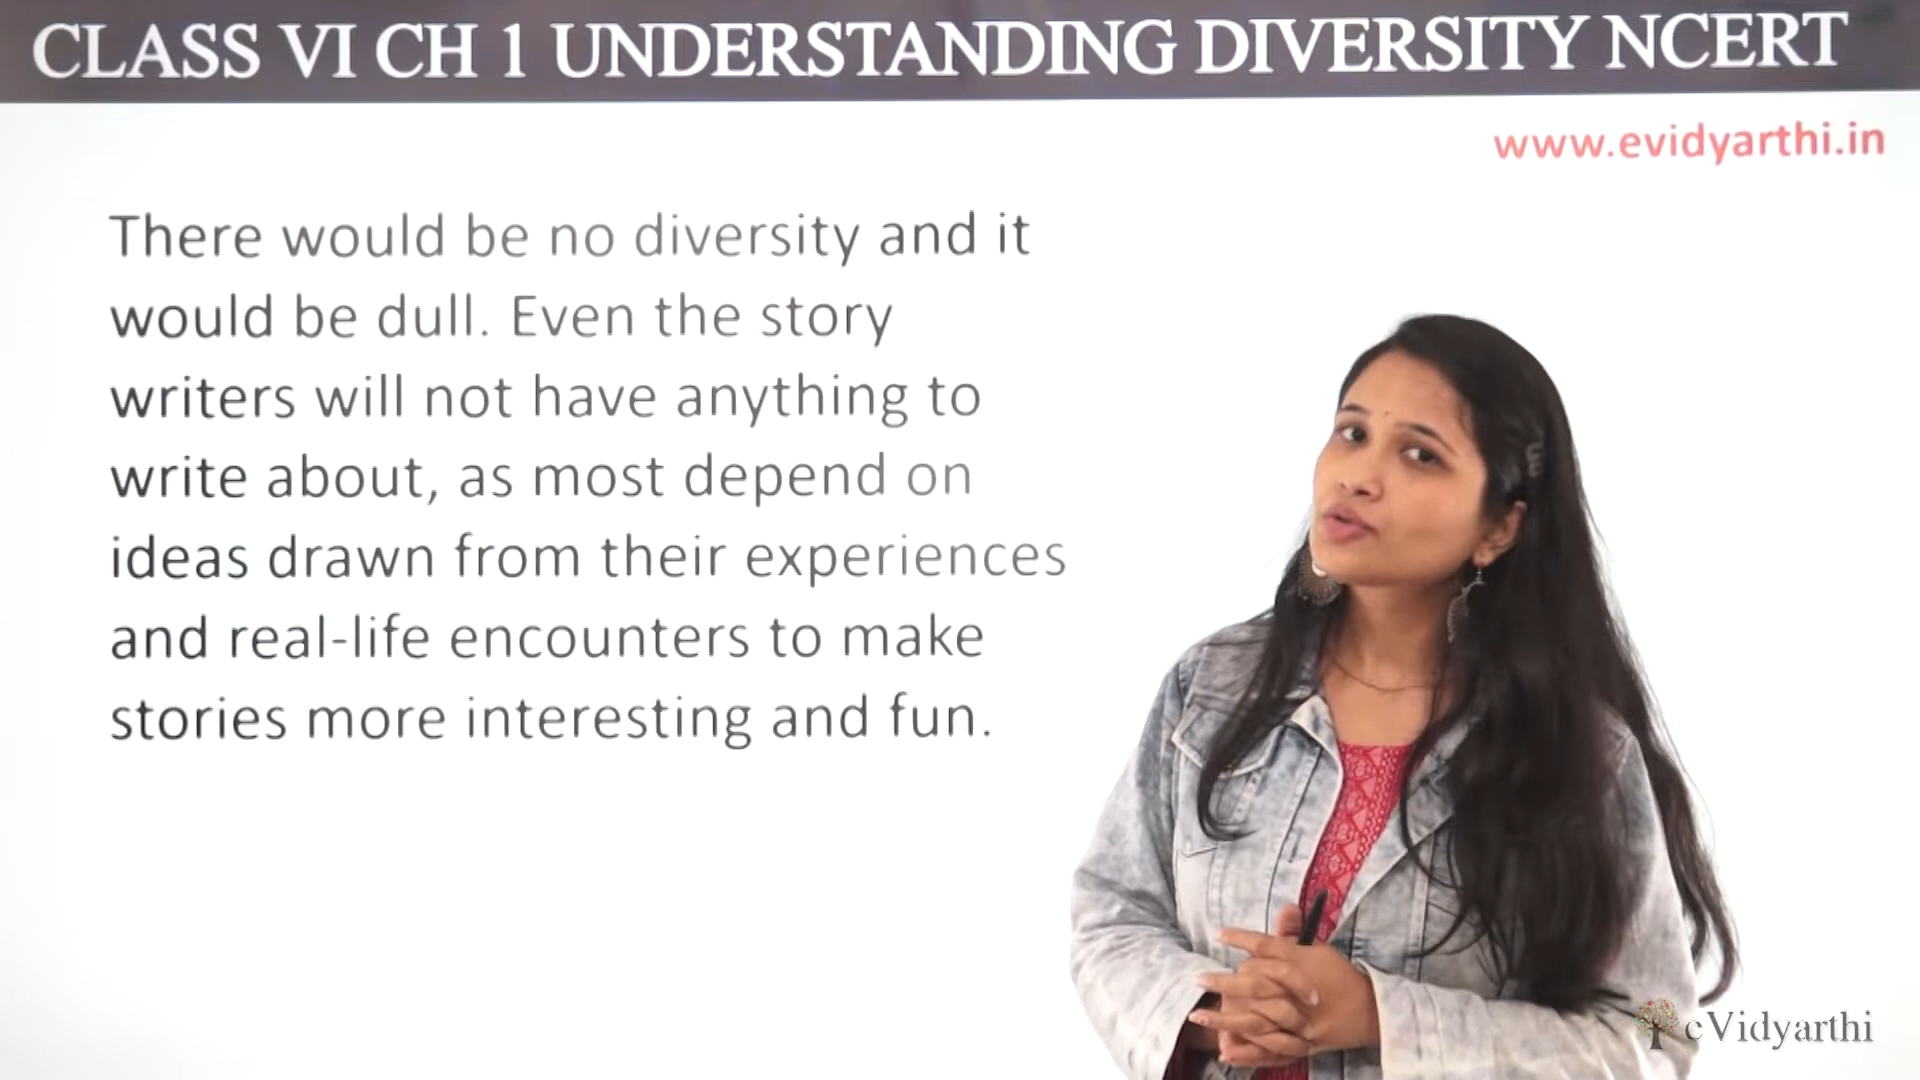 CLASS VI CH 1 UNDERSTANDING DIVERSITY NCERT
www.evidyarthi.in
There would be no diversity and it
would be dull. Even the story
writers will not have anything to
write about, as most depend on
ideas drawn from their experiences
and real-life encounters to make
stories more interesting and fun.
eVidyarthi